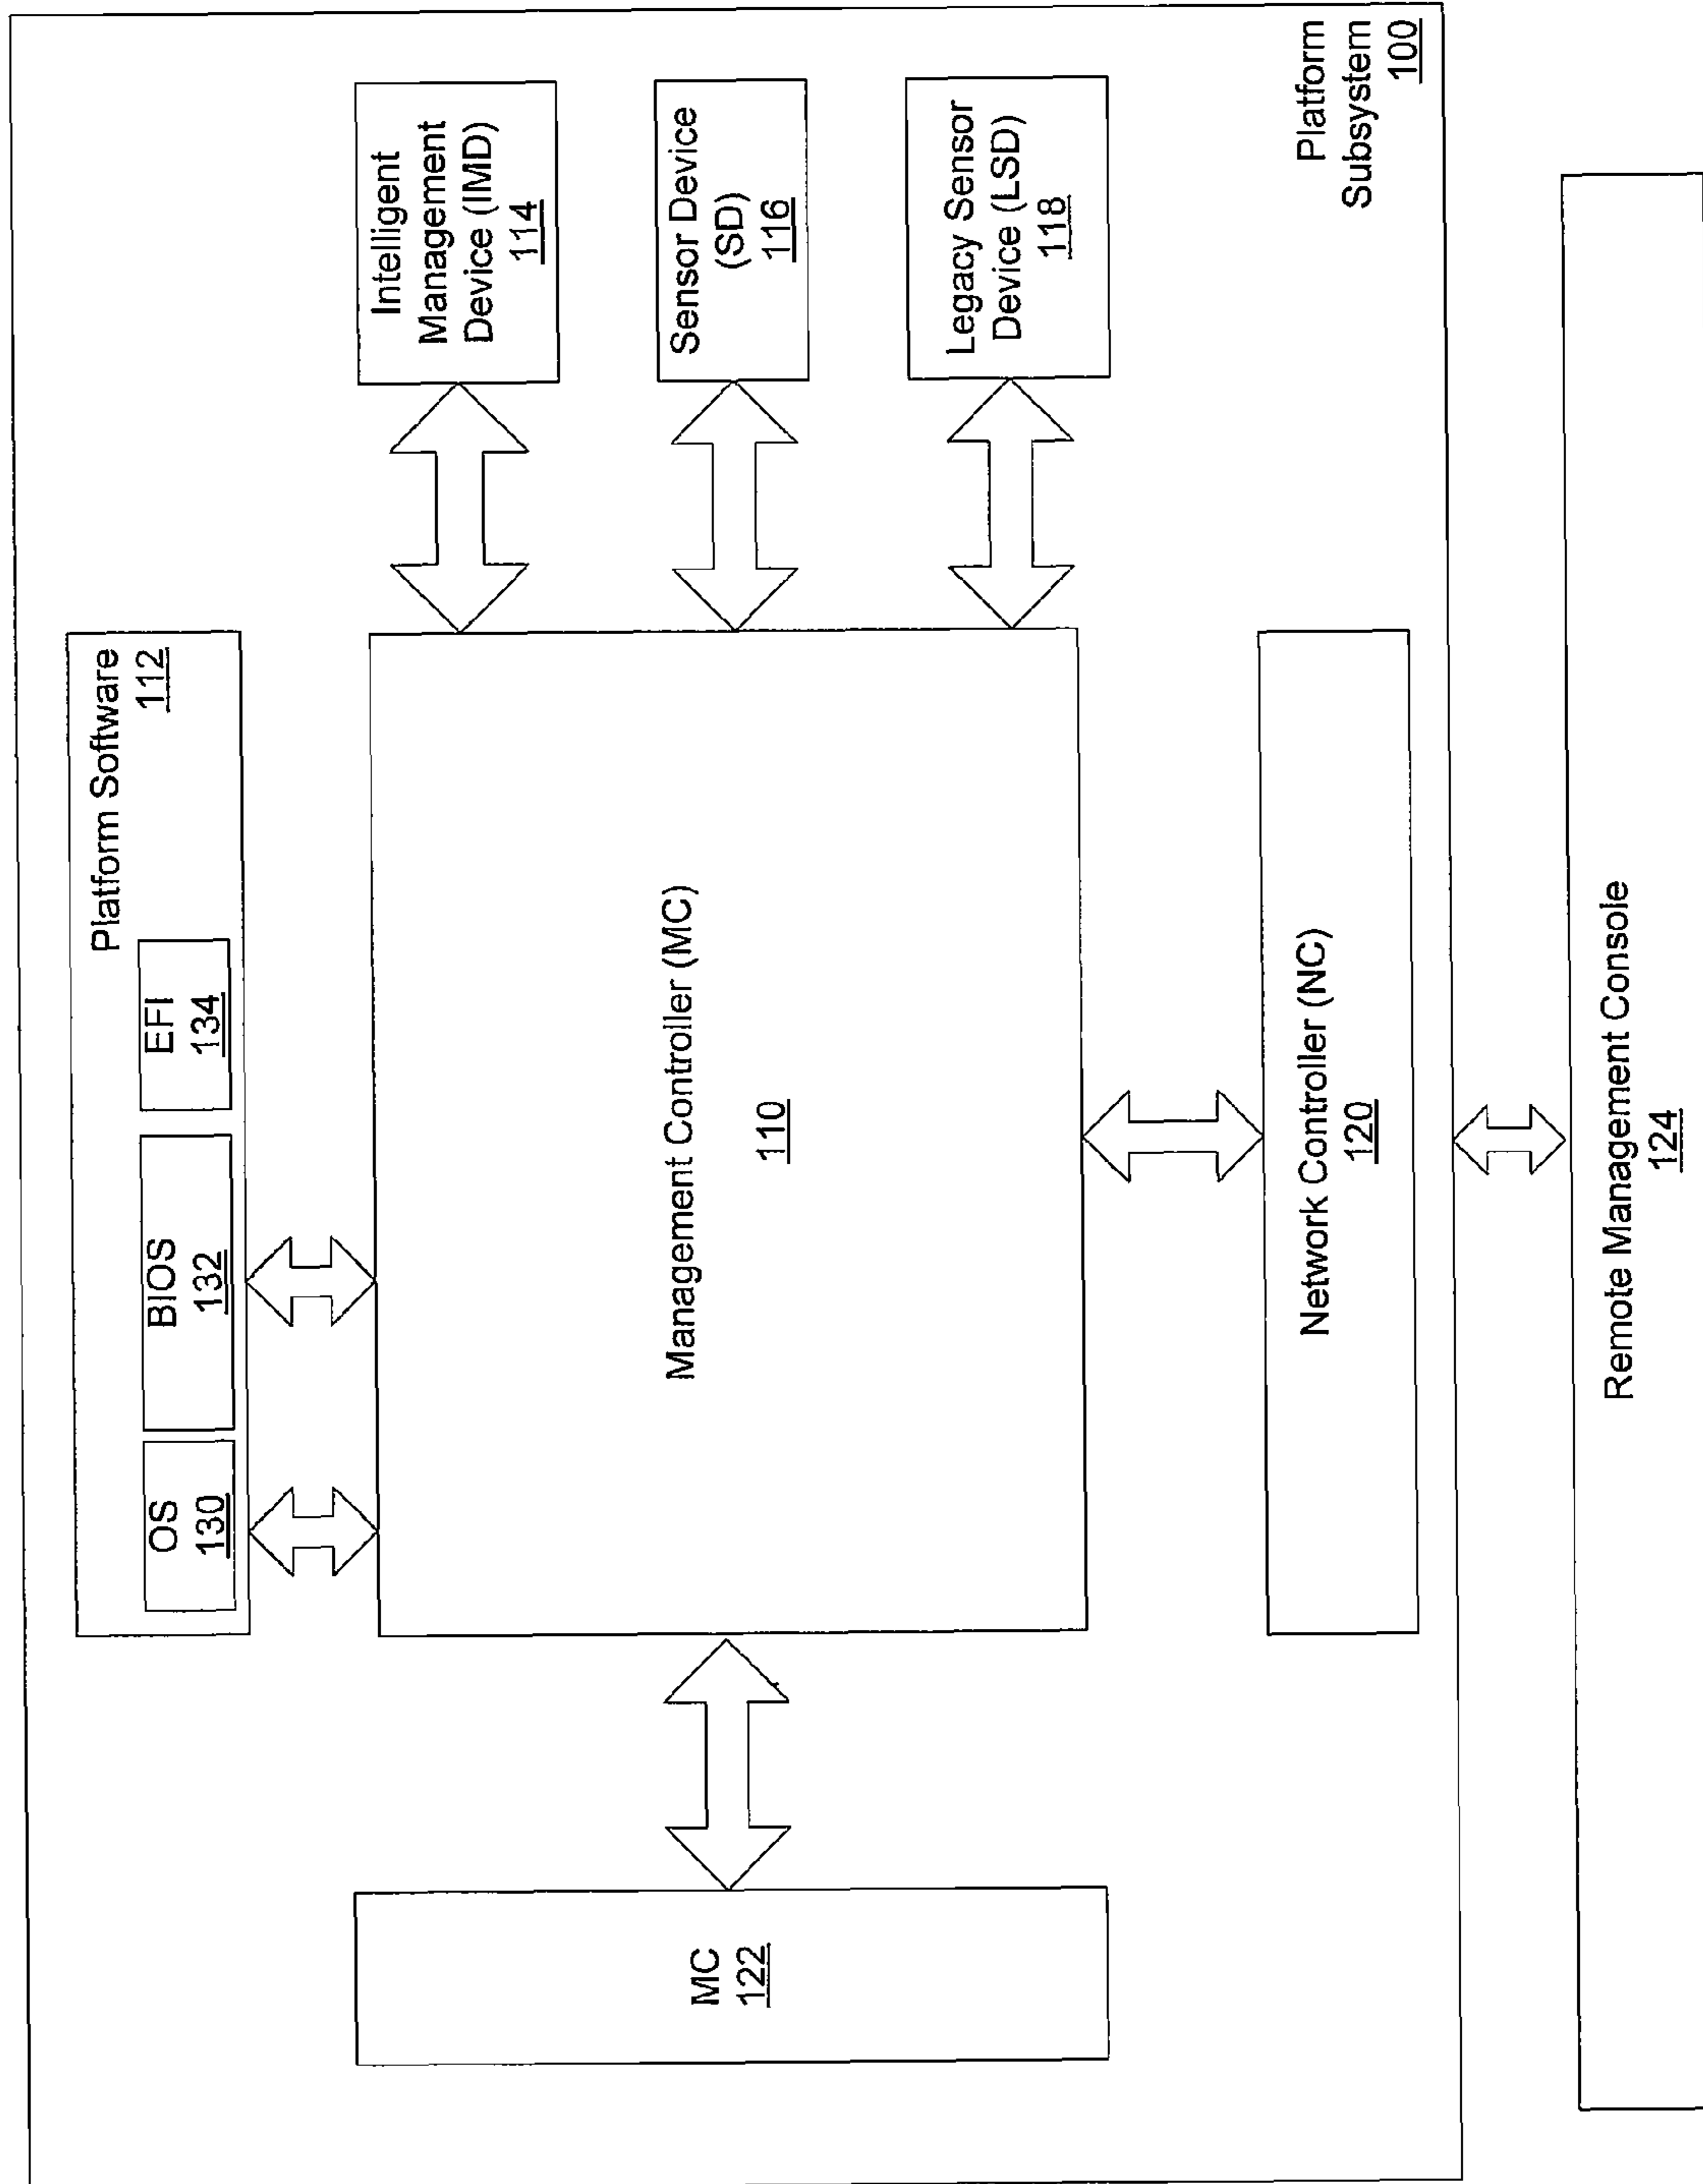 Platform Software
112
OS
130
BIOS
132
EFI
134
Intelligent
Management
Device (IMD)
114
MC
122
Management Controller (MC)
110
Sensor Device
(SD)
116
Legacy Sensor
Device (LSD)
118
Network Controller (NC)
120
Platform
Subsystem
100
Remote Management Console
124